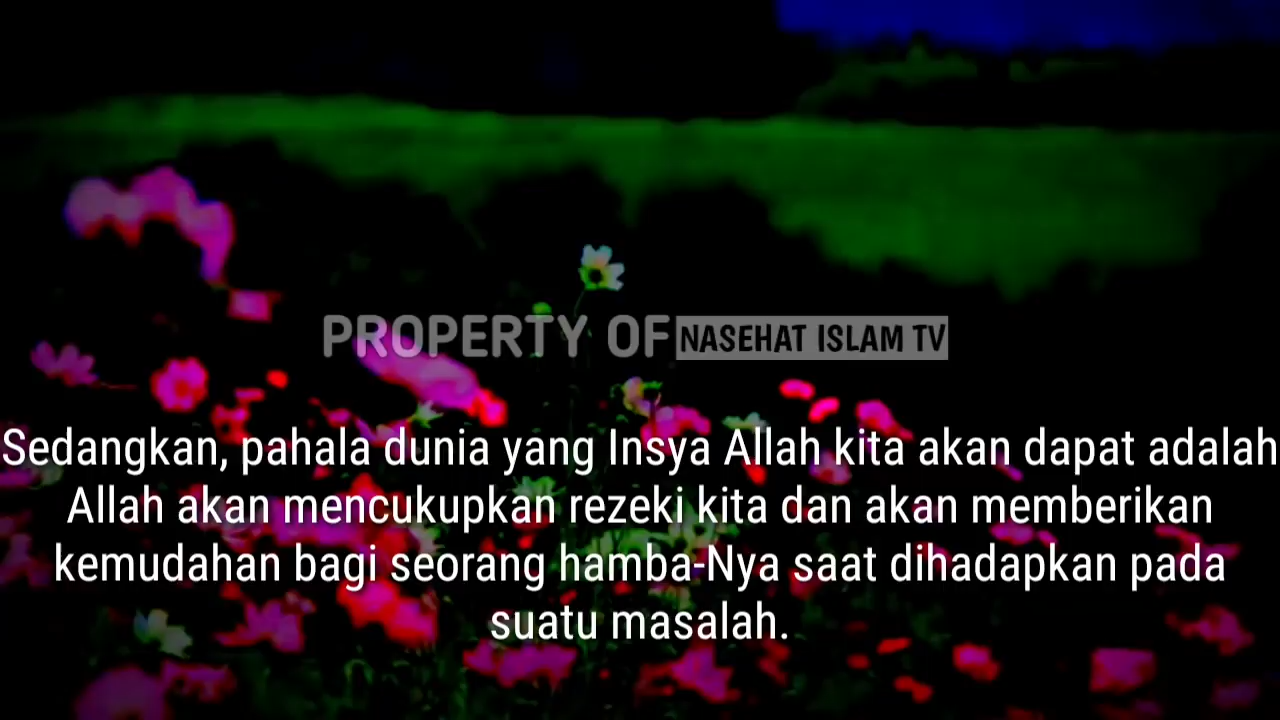 PROPERTY OF NASEHAT ISLAM TV
Sedangkan, pahala dunia yang Insya Allah kita akan dapat adalah
Allah akan mencukupkan rezeki kita dan akan memberikan
kemudahan bagi seorang hamba-Nya saat dihadapkan pada
suatu masalah.